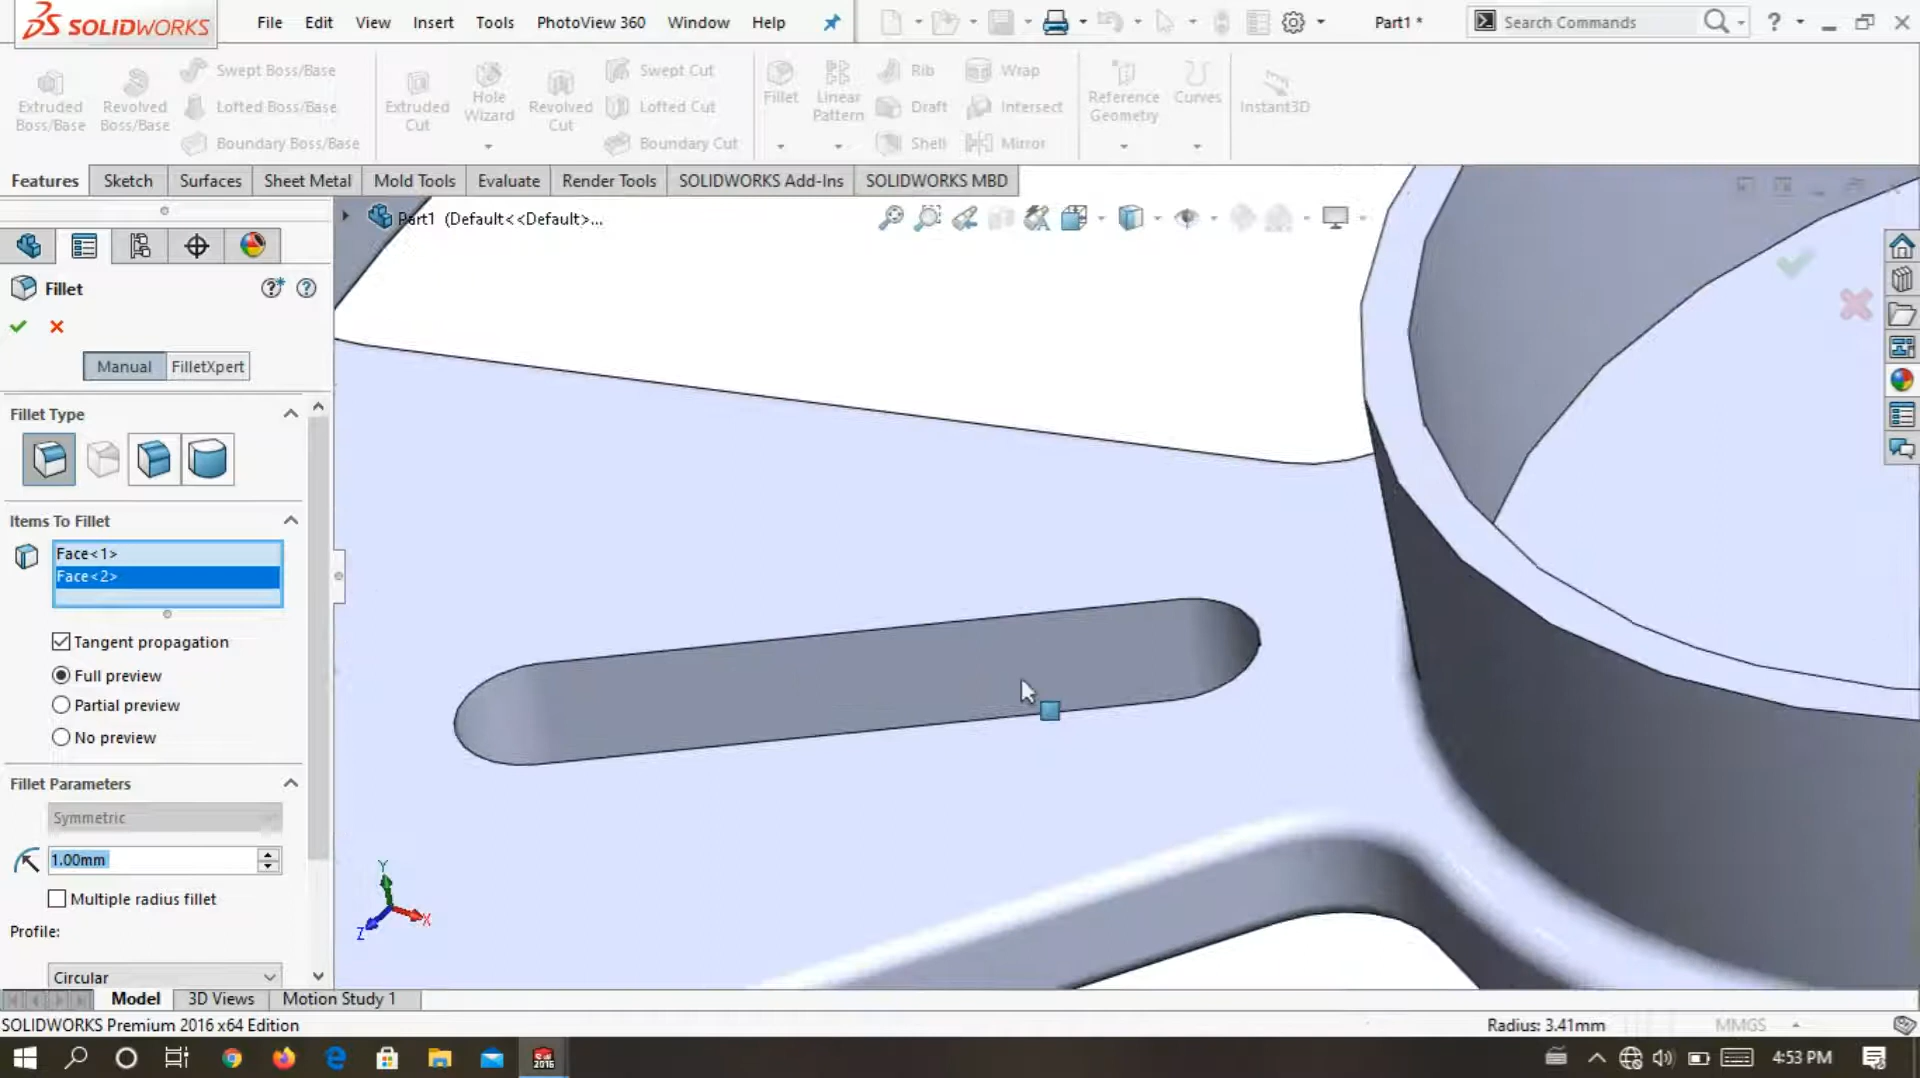 SOLIDWORKS
File Edit View Insert Tools PhotoView 360 Window Help
Part1 *
Search Commands
?
Extruded Boss/Base
Revolved Boss/Base
Swept Boss/Base
Lofted Boss/Base
Boundary Boss/Base
Extruded Cut
Hole Wizard
Revolved Cut
Swept Cut
Lofted Cut
Boundary Cut
Fillet
Linear Pattern
Rib
Draft
Shell
Wrap
Intersect
Mirror
Reference Geometry
Curves
Instant3D
Features Sketch Surfaces Sheet Metal Mold Tools Evaluate Render Tools SOLIDWORKS Add-Ins SOLIDWORKS MBD
Part1 (Default<<Default>...
Fillet
Manual FilletXpert
Fillet Type
Items To Fillet
Face<1>
Face<2>
Tangent propagation
Full preview
Partial preview
No preview
Fillet Parameters
Symmetric
1.00mm
Multiple radius fillet
Profile:
Circular
Y
X
Z
Model 3D Views Motion Study 1
SOLIDWORKS Premium 2016 x64 Edition
Radius: 3.41mm
MMGS
SW
2016
4:53 PM
3